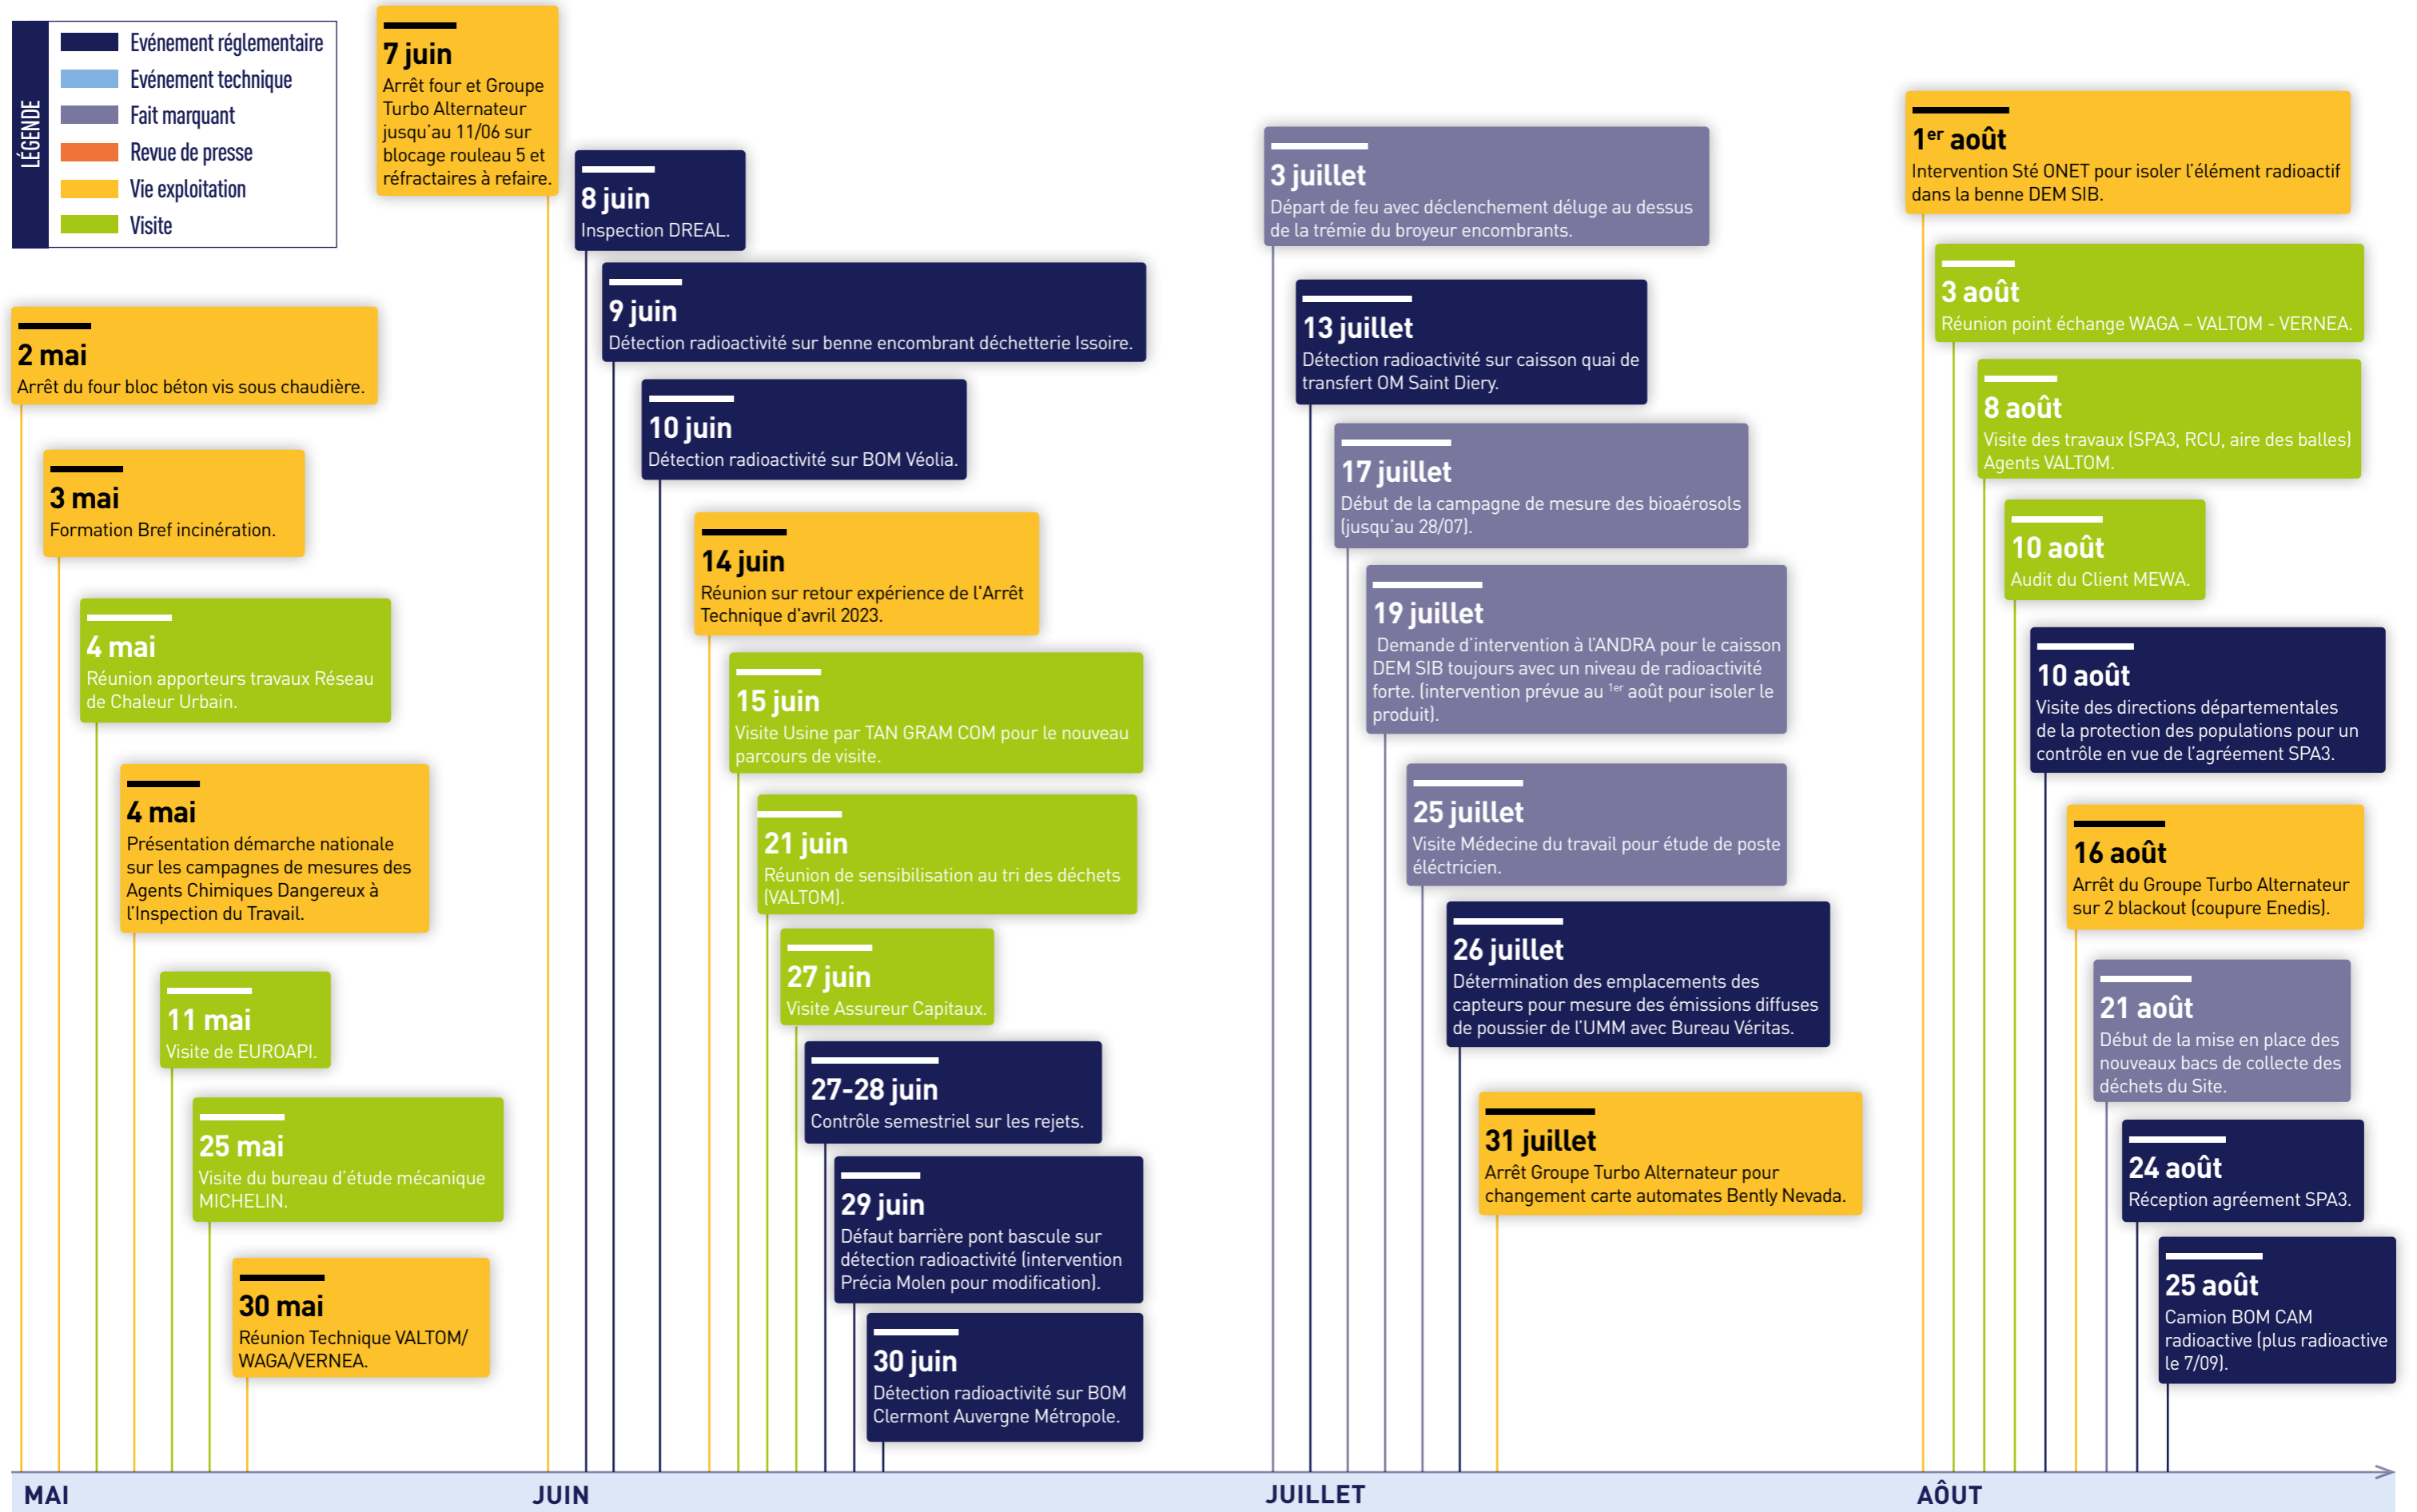 LÉGENDE
Evénement réglementaire
Evénement technique
Fait marquant
Revue de presse
Vie exploitation
Visite
2 mai
Arrêt du four bloc béton vis sous chaudière.
3 mai
Formation Bref incinération.
4 mai
Réunion apporteurs travaux Réseau
de Chaleur Urbain.
4 mai
Présentation démarche nationale
sur les campagnes de mesures des
Agents Chimiques Dangereux à
l'Inspection du Travail.
11 mai
Visite de EUROAPI.
25 mai
Visite du bureau d'étude mécanique
MICHELIN.
30 mai
Réunion Technique VALTOM/
WAGA/VERNEA.
7 juin
Arrêt four et Groupe
Turbo Alternateur
jusqu'au 11/06 sur
blocage rouleau 5 et
réfractaires à refaire.
8 juin
Inspection DREAL.
9 juin
Détection radioactivité sur benne encombrant déchetterie Issoire.
10 juin
Détection radioactivité sur BOM Véolia.
14 juin
Réunion sur retour expérience de l'Arrêt
Technique d'avril 2023.
15 juin
Visite Usine par TAN GRAM COM pour le nouveau
parcours de visite.
21 juin
Réunion de sensibilisation au tri des déchets
(VALTOM).
27 juin
Visite Assureur Capitaux.
27-28 juin
Contrôle semestriel sur les rejets.
29 juin
Défaut barrière pont bascule sur
détection radioactivité (intervention
Précia Molen pour modification).
30 juin
Détection radioactivité sur BOM
Clermont Auvergne Métropole.
3 juillet
Départ de feu avec déclenchement déluge au dessus
de la trémie du broyeur encombrants.
13 juillet
Détection radioactivité sur caisson quai de
transfert OM Saint Diery.
17 juillet
Début de la campagne de mesure des bioaérosols
(jusqu'au 28/07).
19 juillet
Demande d'intervention à l'ANDRA pour le caisson
DEM SIB toujours avec un niveau de radioactivité
forte. (intervention prévue au 1er août pour isoler le
produit).
25 juillet
Visite Médecine du travail pour étude de poste
éléctricien.
26 juillet
Détermination des emplacements des
capteurs pour mesure des émissions diffuses
de poussier de l'UMM avec Bureau Véritas.
31 juillet
Arrêt Groupe Turbo Alternateur pour
changement carte automates Bently Nevada.
1er août
Intervention Sté ONET pour isoler l'élément radioactif
dans la benne DEM SIB.
3 août
Réunion point échange WAGA – VALTOM - VERNEA.
8 août
Visite des travaux (SPA3, RCU, aire des balles)
Agents VALTOM.
10 août
Audit du Client MEWA.
10 août
Visite des directions départementales
de la protection des populations pour un
contrôle en vue de l'agréement SPA3.
16 août
Arrêt du Groupe Turbo Alternateur
sur 2 blackout (coupure Enedis).
21 août
Début de la mise en place des
nouveaux bacs de collecte des
déchets du Site.
24 août
Réception agréement SPA3.
25 août
Camion BOM CAM
radioactive (plus radioactive
le 7/09).
MAI
JUIN
JUILLET
AÔUT